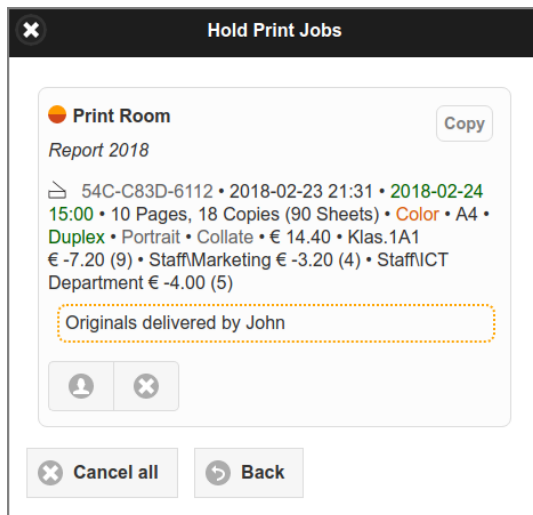 Hold Print Jobs
Print Room
Copy
Report 2018
54C-C83D-6112 • 2018-02-23 21:31 • 2018-02-24
15:00 • 10 Pages, 18 Copies (90 Sheets) • Color • A4 •
Duplex • Portrait • Collate • € 14.40 • Klas.1A1
€ -7.20 (9) • Staff\Marketing € -3.20 (4) • Staff\ICT
Department € -4.00 (5)
Originals delivered by John
Cancel all
Back